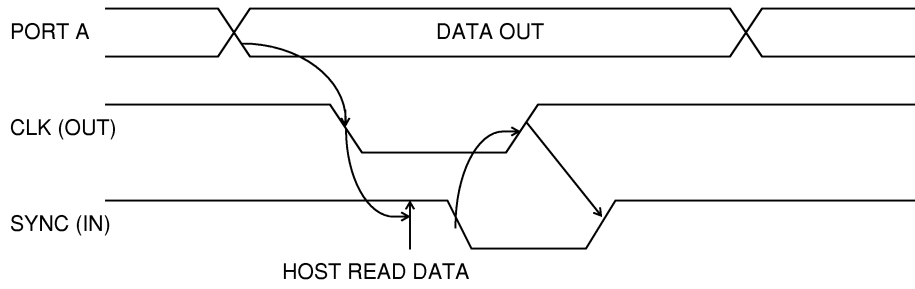 PORT A
DATA OUT
CLK (OUT)
SYNC (IN)
HOST READ DATA